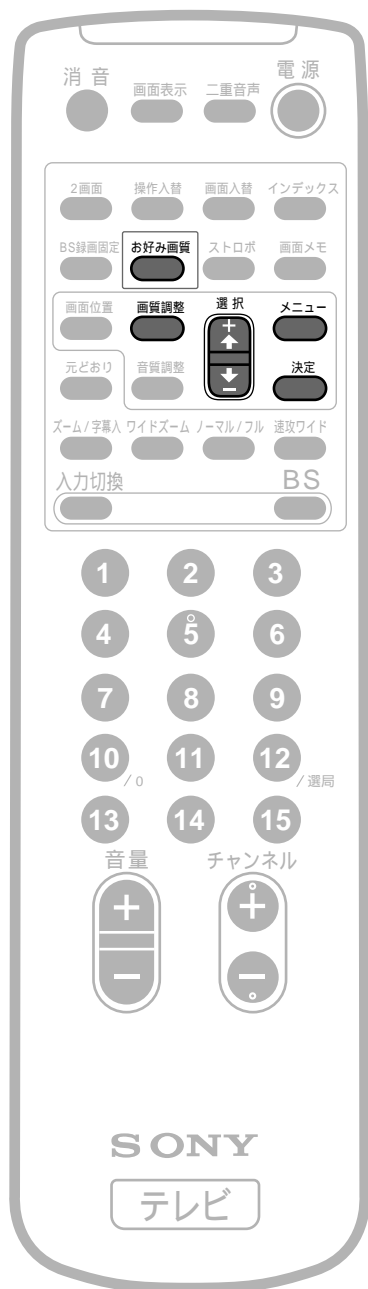 消音 画面表示 二重音声 電源
2画面 操作入替 画面入替 インデックス
BS録画固定 お好み画質 ストロボ 画面メモ
画面位置 画質調整 選択 メニュー
+
元どおり 音質調整 決定
−
ズーム/字幕入 ワイドズーム ノーマル/フル 速攻ワイド
入力切換 BS
1 2 3
4 5 6
7 8 9
10 /0 11 12 /選局
13 14 15
音量 チャンネル
+ +
− −
SONY
テレビ